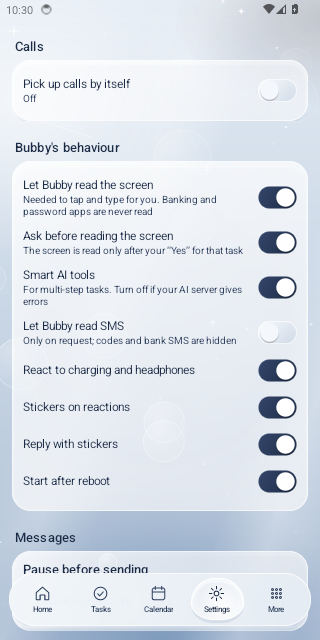 10:30
Calls
Pick up calls by itself
Off
Bubby's behaviour
Let Bubby read the screen
Needed to tap and type for you. Banking and
password apps are never read
Ask before reading the screen
The screen is read only after your “Yes” for that task
Smart AI tools
For multi-step tasks. Turn off if your AI server gives
errors
Let Bubby read SMS
Only on request; codes and bank SMS are hidden
React to charging and headphones
Stickers on reactions
Reply with stickers
Start after reboot
Messages
Pause before sending
Home Tasks Calendar Settings More